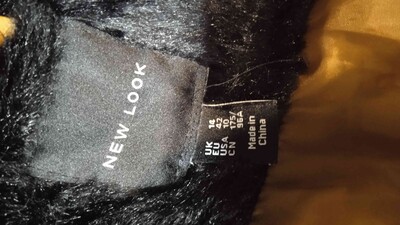 NEW LOOK
UK 14
EU 42
USA 10
CN 175/
96A
Made in
China